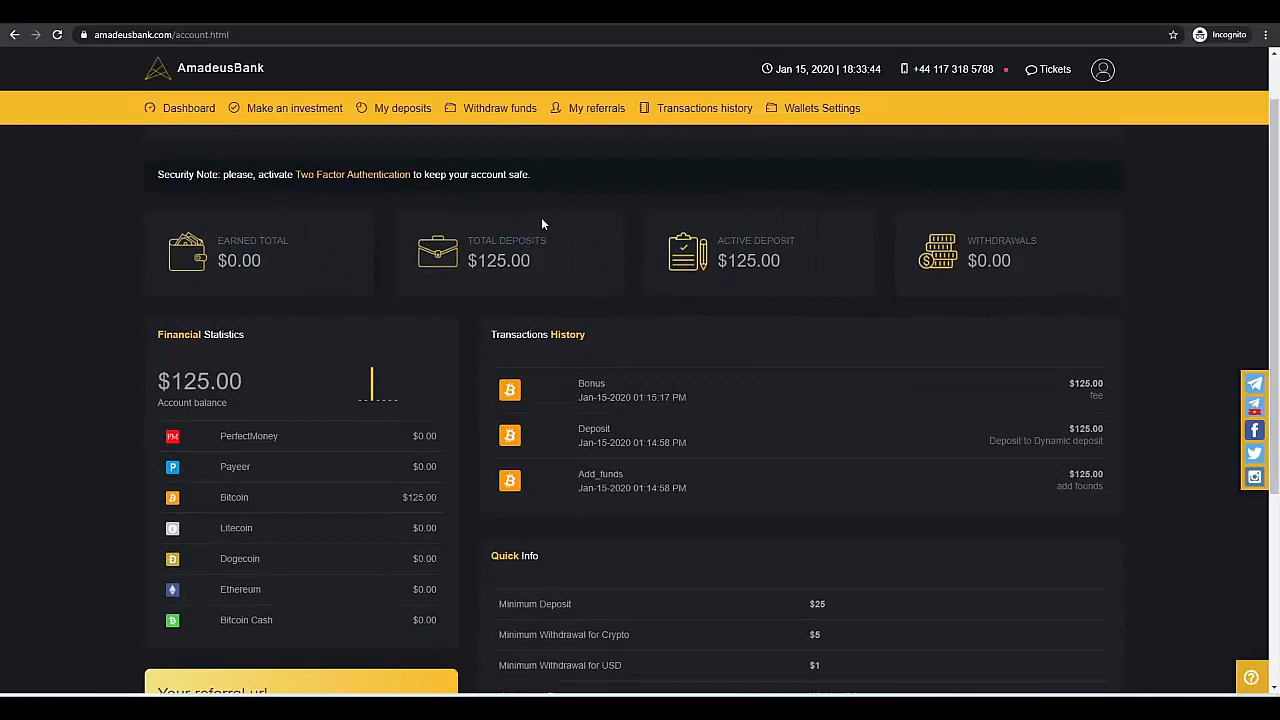 amadeusbank.com/account.html
Incognito
AmadeusBank
Jan 15, 2020 | 18:33:44
+44 117 318 5788
Tickets
Dashboard
Make an investment
My deposits
Withdraw funds
My referrals
Transactions history
Wallets Settings
Security Note: please, activate Two Factor Authentication to keep your account safe.
EARNED TOTAL
$0.00
TOTAL DEPOSITS
$125.00
ACTIVE DEPOSIT
$125.00
WITHDRAWALS
$0.00
Financial Statistics
$125.00
Account balance
PM
PerfectMoney
$0.00
Payeer
$0.00
Bitcoin
$125.00
Litecoin
$0.00
Dogecoin
$0.00
Ethereum
$0.00
Bitcoin Cash
$0.00
Your referral url
Transactions History
Bonus
$125.00
Jan-15-2020 01:15:17 PM
fee
Deposit
$125.00
Jan-15-2020 01:14:58 PM
Deposit to Dynamic deposit
Add_funds
$125.00
Jan-15-2020 01:14:58 PM
add founds
Quick Info
Minimum Deposit
$25
Minimum Withdrawal for Crypto
$5
Minimum Withdrawal for USD
$1